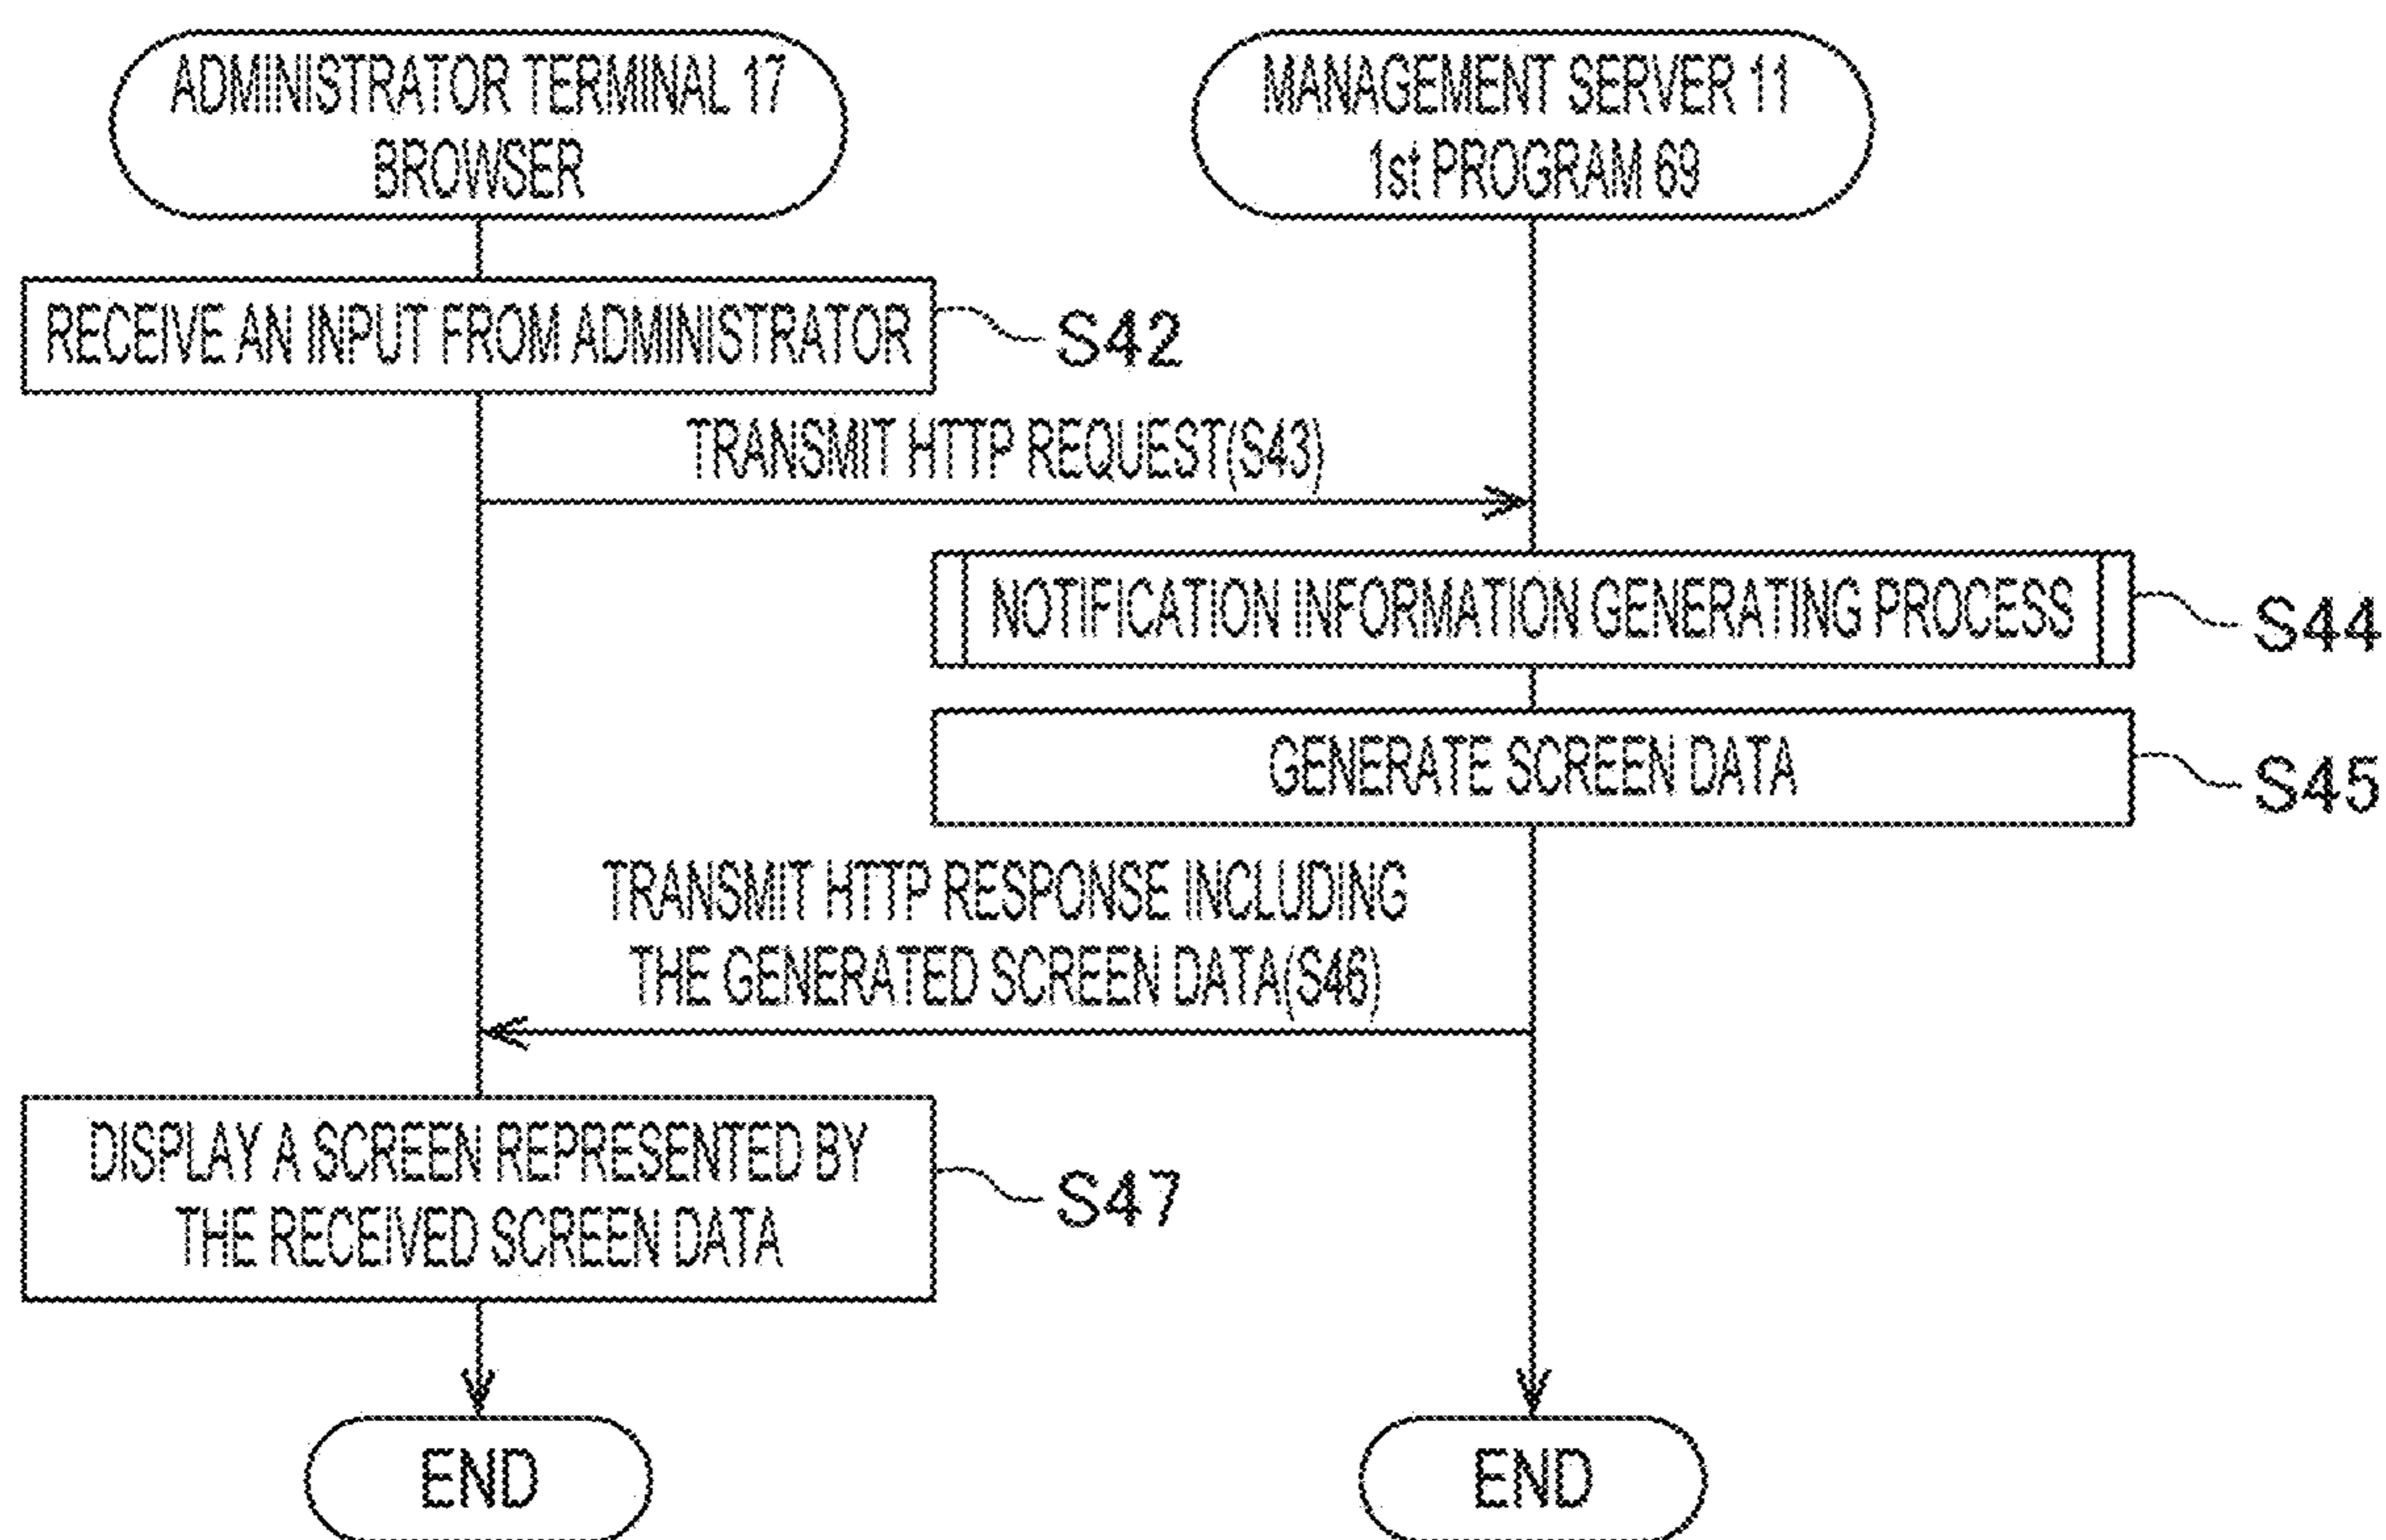 ADMINISTRATOR TERMINAL 17
BROWSER
MANAGEMENT SERVER 11
1st PROGRAM 69
RECEIVE AN INPUT FROM ADMINISTRATOR
S42
TRANSMIT HTTP REQUEST(S43)
NOTIFICATION INFORMATION GENERATING PROCESS
S44
GENERATE SCREEN DATA
S45
TRANSMIT HTTP RESPONSE INCLUDING
THE GENERATED SCREEN DATA(S46)
DISPLAY A SCREEN REPRESENTED BY
THE RECEIVED SCREEN DATA
S47
END
END